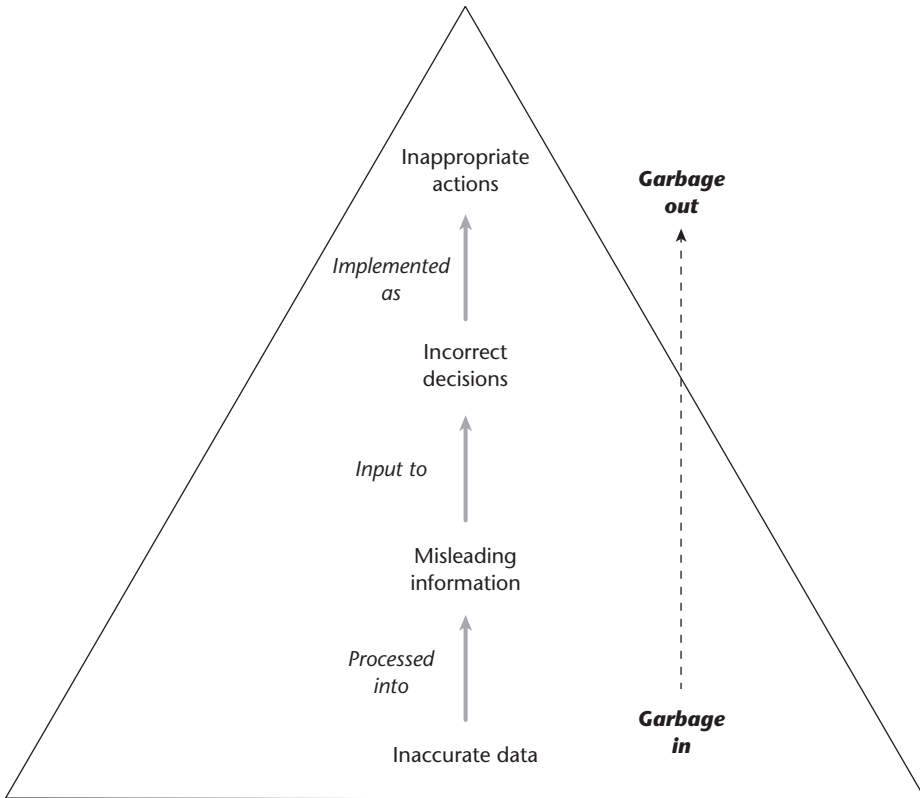 Inappropriate
actions
Garbage
out
Implemented
as
Incorrect
decisions
Input to
Misleading
information
Processed
into
Garbage
in
Inaccurate data